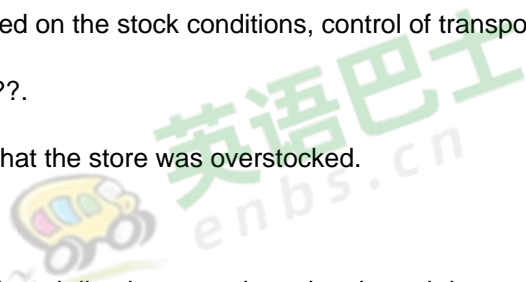 ed on the stock conditions, control of transpo
??.
hat the store was overstocked.
英语巴士
enbs.cn